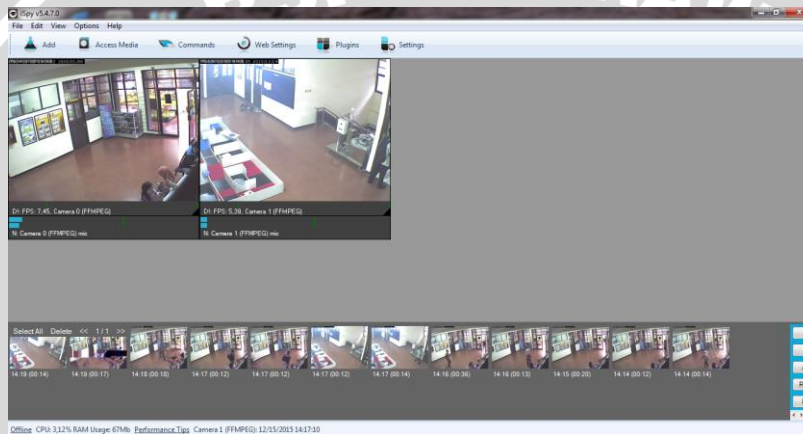 iSpy v5.4.7.0
File Edit View Options Help
Add Access Media Commands Web Settings Plugins Settings
DI: FPS: 7,45, Camera 0 (FFMPEG)
DI: FPS: 5,39, Camera 1 (FFMPEG)
N: Camera 0 (FFMPEG) mic
N: Camera 1 (FFMPEG) mic
Select All Delete << 1 / 1 >>
14:19 (00:14) 14:19 (00:17) 14:18 (00:18) 14:17 (00:12) 14:17 (00:12) 14:17 (00:12) 14:17 (00:14) 14:16 (00:36) 14:16 (00:13) 14:15 (00:20) 14:14 (00:12) 14:14 (00:14)
Offline CPU: 3,12% RAM Usage: 67Mb Performance Tips Camera 1 (FFMPEG): 12/15/2015 14:17:10